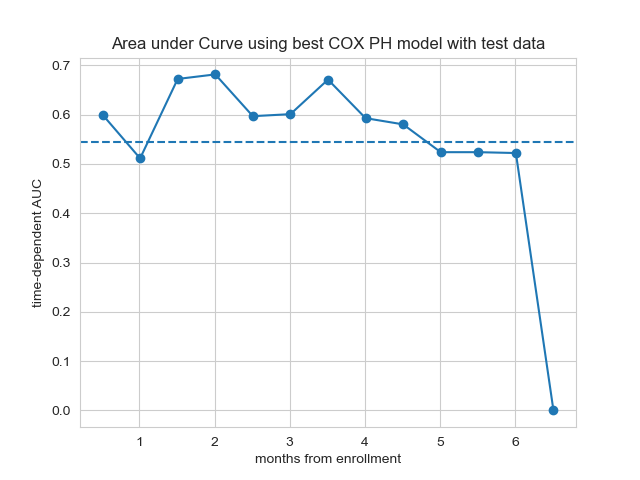 Area under Curve using best COX PH model with test data
time-dependent AUC
0.7
0.6
0.5
0.4
0.3
0.2
0.1
0.0
1 2 3 4 5 6
months from enrollment